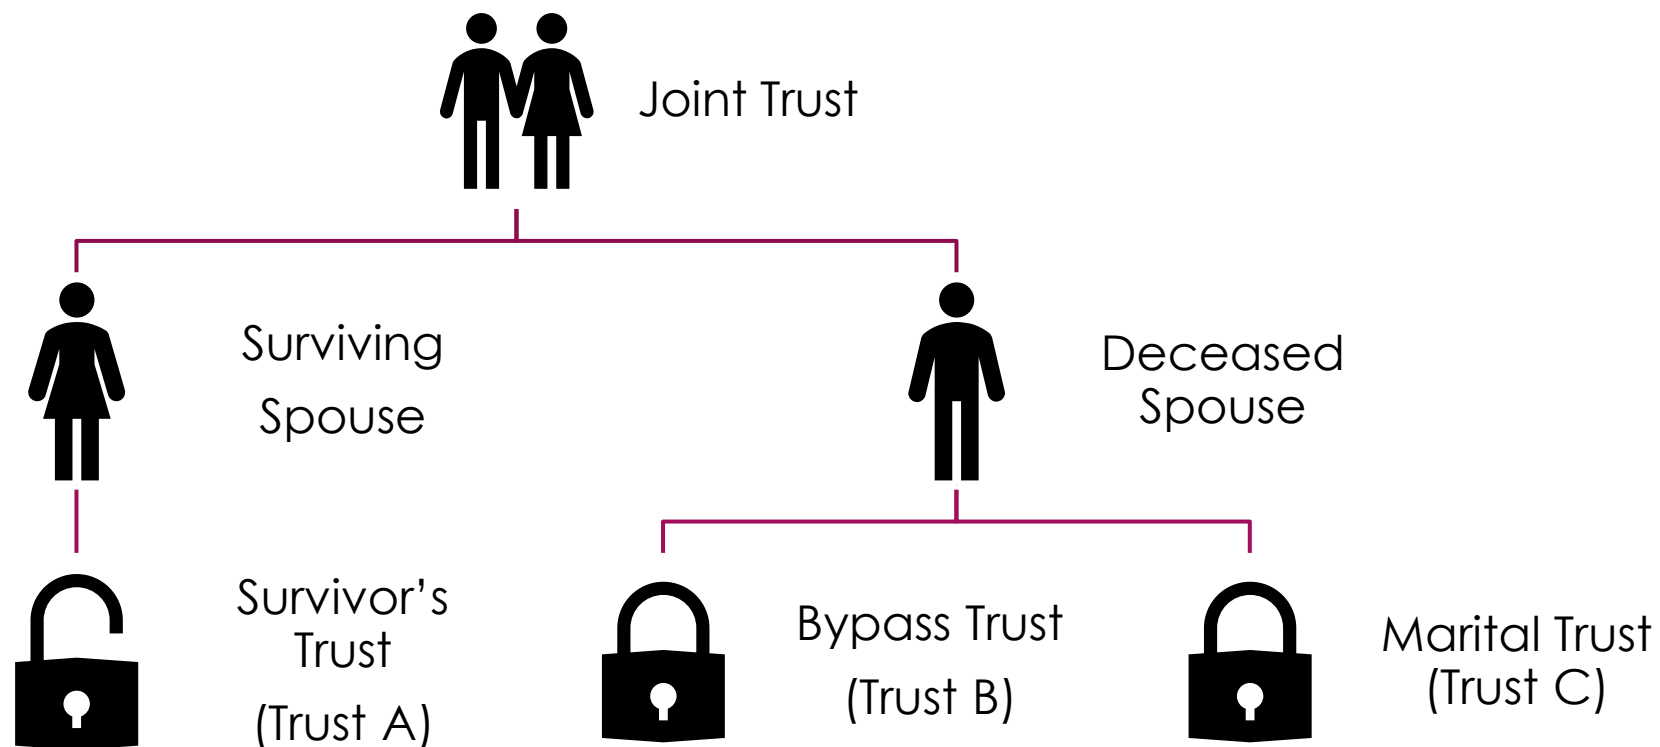 Joint Trust
Surviving
Spouse
Deceased
Spouse
Survivor’s
Trust
(Trust A)
Bypass Trust
(Trust B)
Marital Trust
(Trust C)